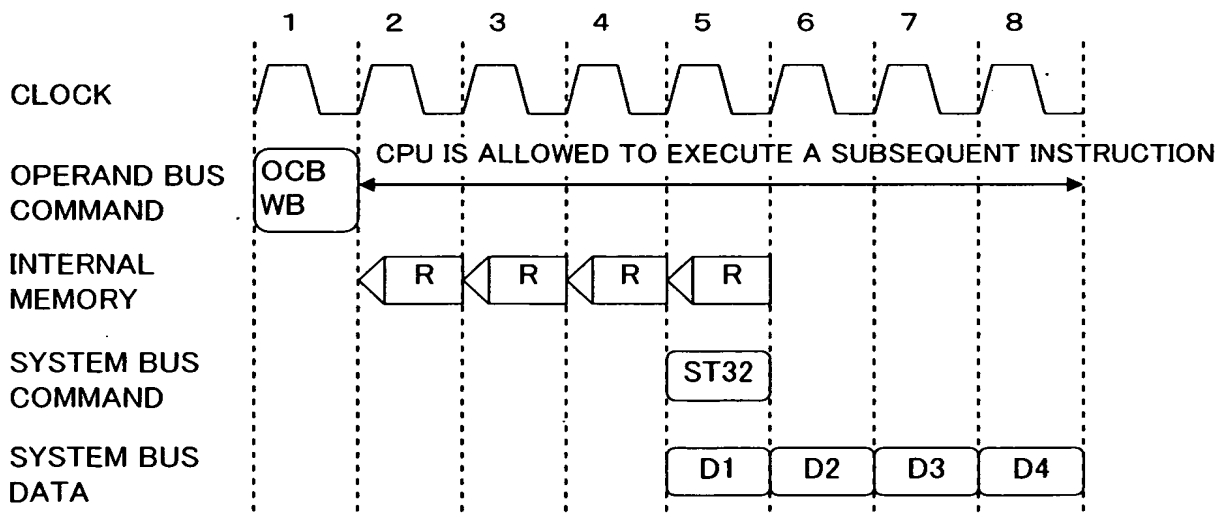 1 2 3 4 5 6 7 8
CLOCK
CPU IS ALLOWED TO EXECUTE A SUBSEQUENT INSTRUCTION
OPERAND BUS
COMMAND
OCB
WB
INTERNAL
MEMORY
R R R R
SYSTEM BUS
COMMAND
ST32
SYSTEM BUS
DATA
D1 D2 D3 D4